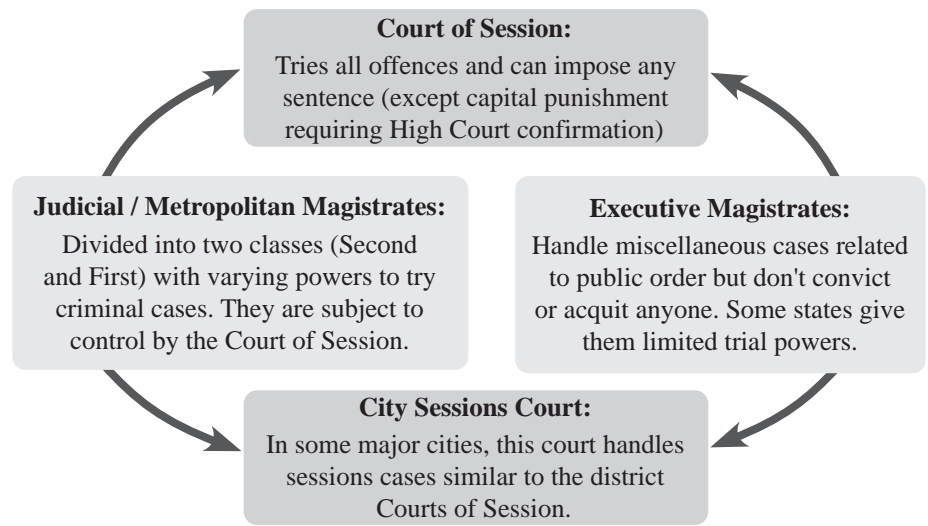 Court of Session:
Tries all offences and can impose any
sentence (except capital punishment
requiring High Court confirmation)
Judicial / Metropolitan Magistrates:
Divided into two classes (Second
and First) with varying powers to try
criminal cases. They are subject to
control by the Court of Session.
Executive Magistrates:
Handle miscellaneous cases related
to public order but don't convict
or acquit anyone. Some states give
them limited trial powers.
City Sessions Court:
In some major cities, this court handles
sessions cases similar to the district
Courts of Session.